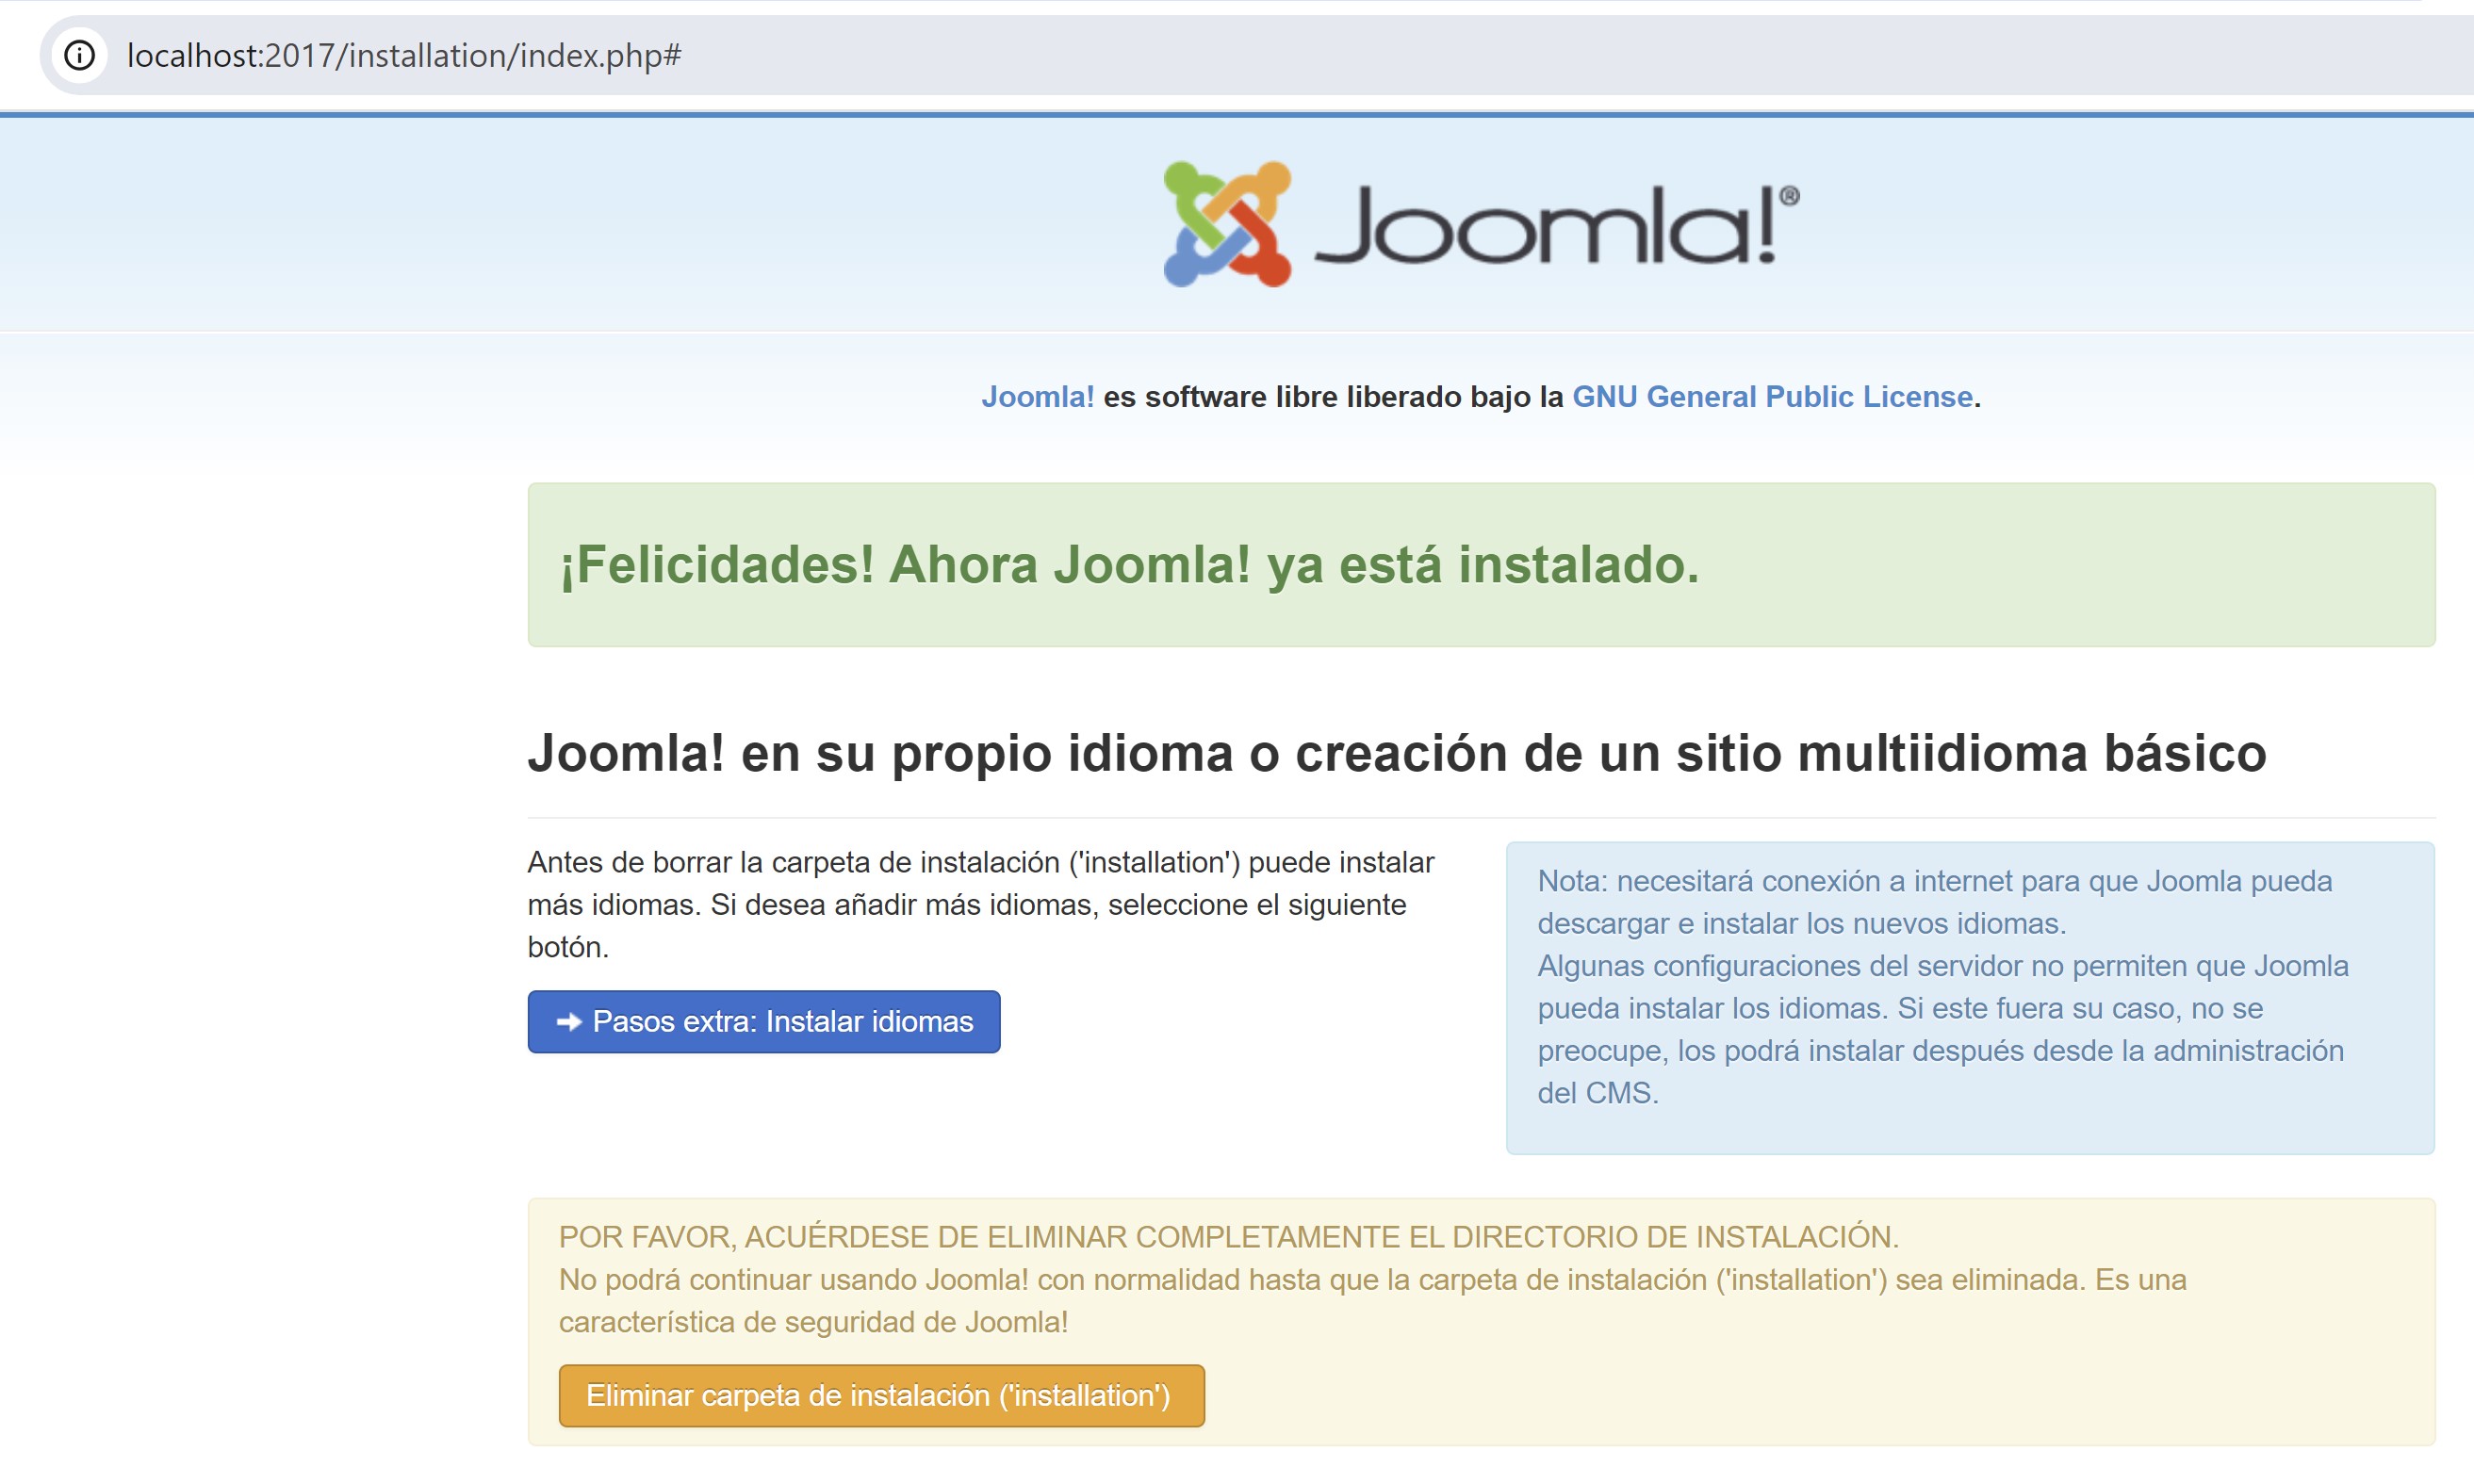 localhost:2017/installation/index.php#
Joomla!®
Joomla! es software libre liberado bajo la GNU General Public License.
¡Felicidades! Ahora Joomla! ya está instalado.
Joomla! en su propio idioma o creación de un sitio multiidioma básico
Antes de borrar la carpeta de instalación ('installation') puede instalar
más idiomas. Si desea añadir más idiomas, seleccione el siguiente
botón.
Pasos extra: Instalar idiomas
Nota: necesitará conexión a internet para que Joomla pueda
descargar e instalar los nuevos idiomas.
Algunas configuraciones del servidor no permiten que Joomla
pueda instalar los idiomas. Si este fuera su caso, no se
preocupe, los podrá instalar después desde la administración
del CMS.
POR FAVOR, ACUÉRDESE DE ELIMINAR COMPLETAMENTE EL DIRECTORIO DE INSTALACIÓN.
No podrá continuar usando Joomla! con normalidad hasta que la carpeta de instalación ('installation') sea eliminada. Es una
característica de seguridad de Joomla!
Eliminar carpeta de instalación ('installation')